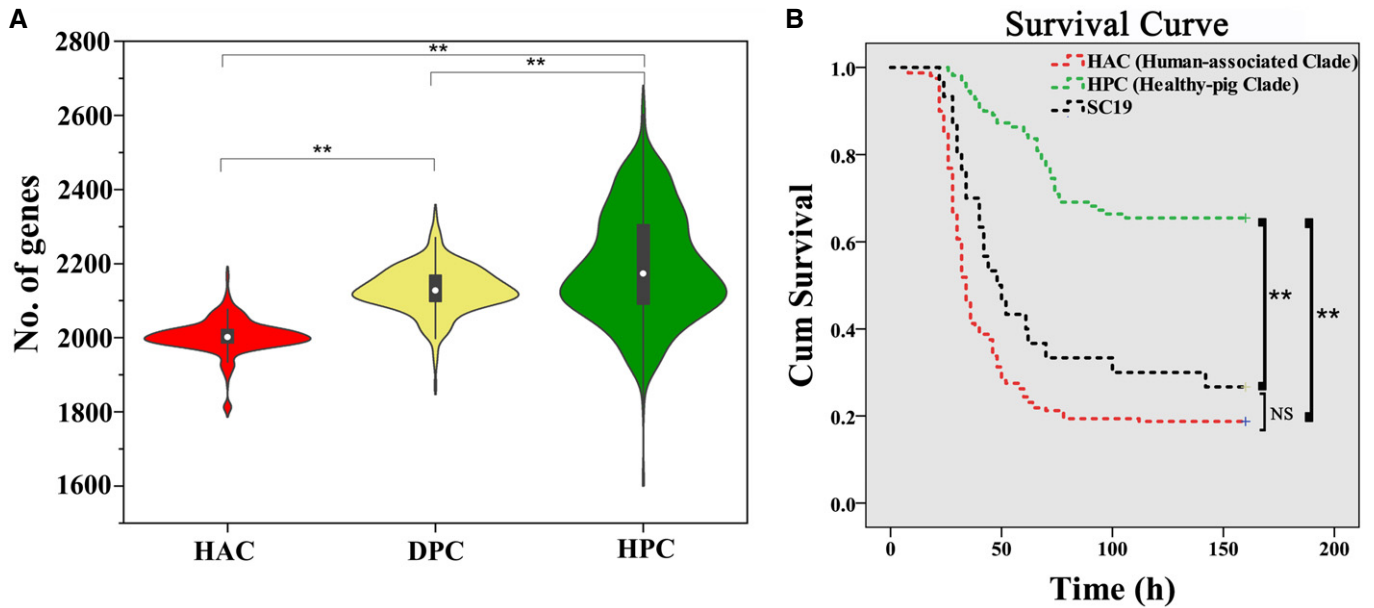 A
2800
2600
2400
2200
2000
1800
1600
No. of genes
**
**
**
HAC
DPC
HPC
B
Survival Curve
HAC (Human-associated Clade)
HPC (Healthy-pig Clade)
SC19
1.0
0.8
0.6
0.4
0.2
0.0
Cum Survival
**
**
NS
0
50
100
150
200
Time (h)